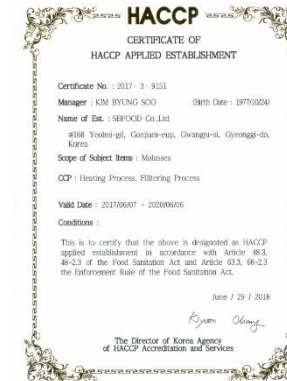 HACCP
CERTIFICATE OF
HACCP APPLIED ESTABLISHMENT
Certificate No. : 2017- 3- 9151
Manager : KIM BYUNG SOO (Birth Date : 1977/10/24)
Name of Est. : SBFOOD Co.,Ltd
#168 Yeolmi-gil, Gonjiam-eup, Gwangju-si, Gyeonggi-do,
Korea
Scope of Subject Items : Molasses
CCP : Heating Process, Filltering Process
Valid Date : 2017/06/07 - 2020/06/06
Conditions :
This is to certify that the above is designated as HACCP
applied establishment in accordance with Article 48.3,
48-2.3 of the Food Sanitation Act and Article 63.3, 68-2.3
the Enforcement Rule of the Food Sanitation Act.
June / 29 / 2018
The Director of Korea Agency
of HACCP Accreditation and Services